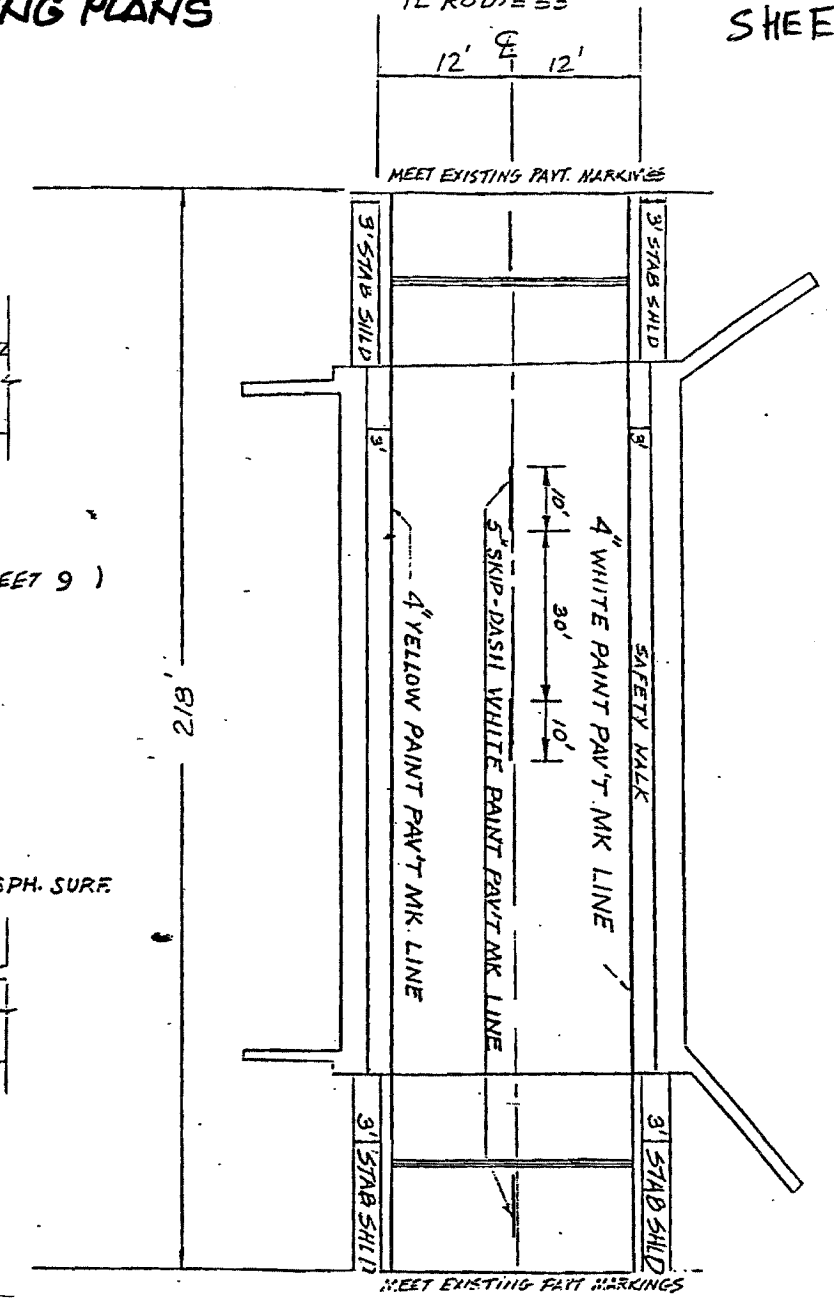 NG PLANS
IL ROUTE 53
SHEE
℄
12' 12'
MEET EXISTING PAVT. MARKINGS
3' STAB SHLD
3' STAB SHLD
N
3'
3'
10'
30'
10'
EET 9 )
218'
4" YELLOW PAINT PAV'T MK. LINE
5" SKIP-DASH WHITE PAINT PAV'T MK LINE
4" WHITE PAINT PAV'T. MK LINE
SAFETY WALK
SPH. SURF.
3' STAB SHLD
3' STAB SHLD
MEET EXISTING PAVT MARKINGS